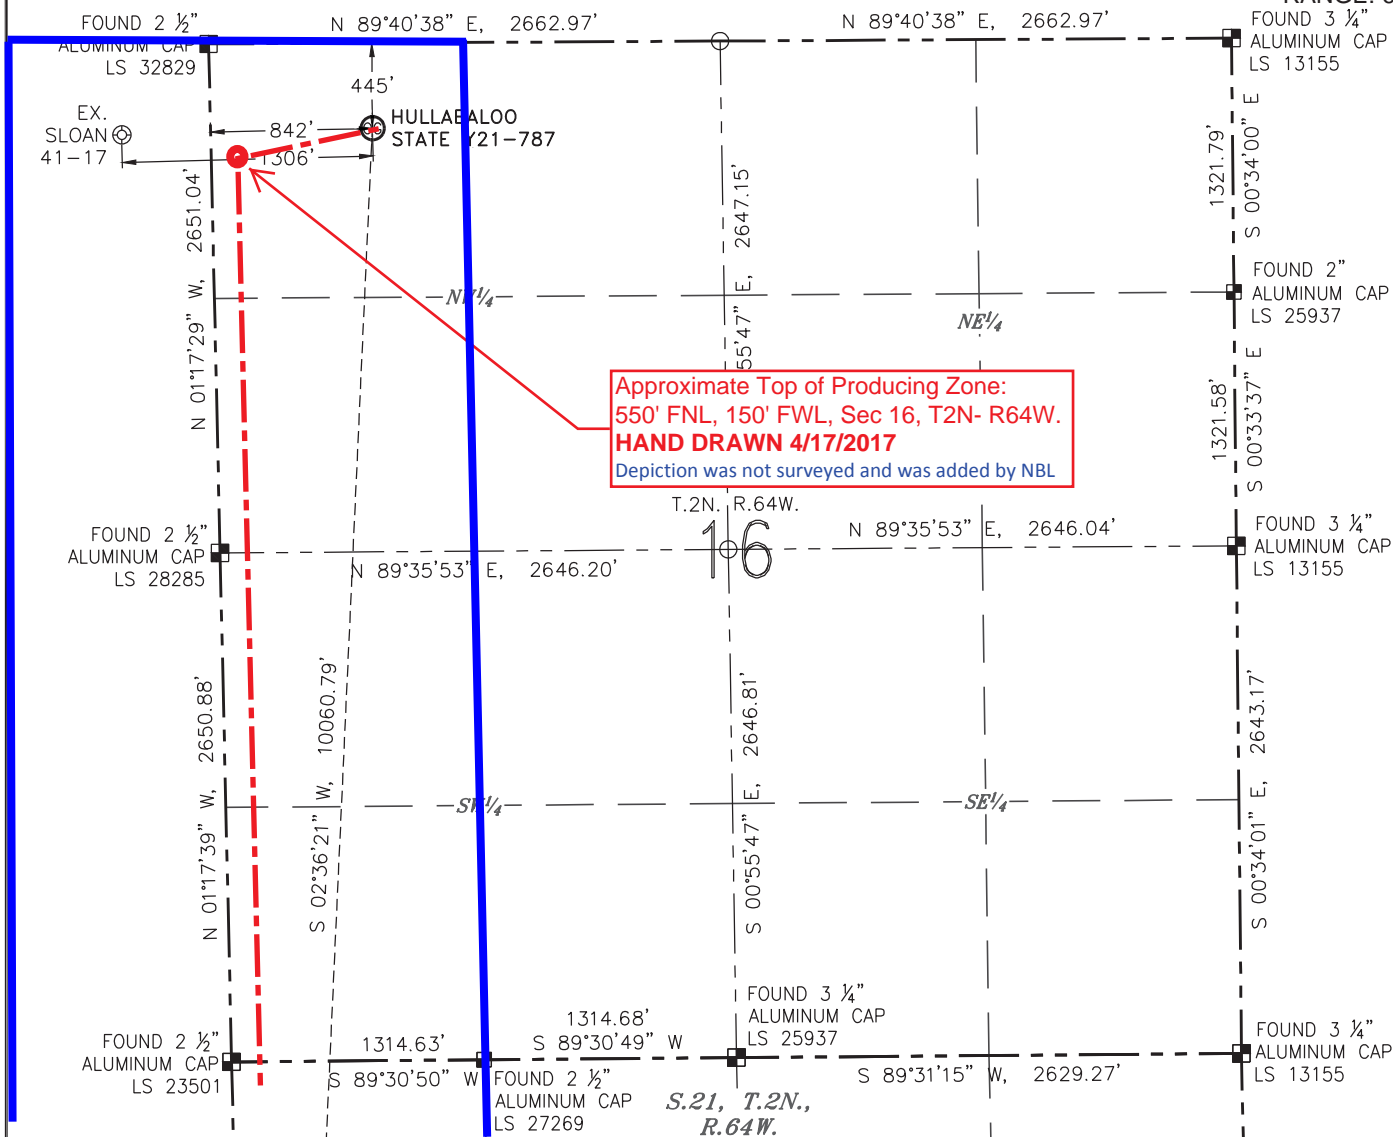 RANGE:
FOUND 2 ½"
ALUMINUM CAP
LS 32829
N 89°40'38" E, 2662.97'
N 89°40'38" E, 2662.97'
FOUND 3 ¼"
ALUMINUM CAP
LS 13155
445'
EX.
SLOAN
41-17
842'
1306'
HULLABALOO
STATE Y21-787
N 01°17'29" W, 2651.04'
2647.15'
55'47" E,
1321.79'
S 00°34'00" E
NW¼
NE¼
FOUND 2"
ALUMINUM CAP
LS 25937
Approximate Top of Producing Zone:
550' FNL, 150' FWL, Sec 16, T2N- R64W.
HAND DRAWN 4/17/2017
Depiction was not surveyed and was added by NBL
1321.58'
S 00°33'37" E
T.2N. R.64W.
16
FOUND 2 ½"
ALUMINUM CAP
LS 28285
N 89°35'53" E, 2646.20'
N 89°35'53" E, 2646.04'
FOUND 3 ¼"
ALUMINUM CAP
LS 13155
N 01°17'39" W, 2650.88'
S 02°36'21" W, 10060.79'
S 00°55'47" E, 2646.81'
S 00°34'01" E, 2643.17'
SW¼
SE¼
FOUND 2 ½"
ALUMINUM CAP
LS 23501
1314.63'
S 89°30'50" W
1314.68'
S 89°30'49" W
FOUND 2 ½"
ALUMINUM CAP
LS 27269
FOUND 3 ¼"
ALUMINUM CAP
LS 25937
S 89°31'15" W, 2629.27'
FOUND 3 ¼"
ALUMINUM CAP
LS 13155
S.21, T.2N.,
R.64W.